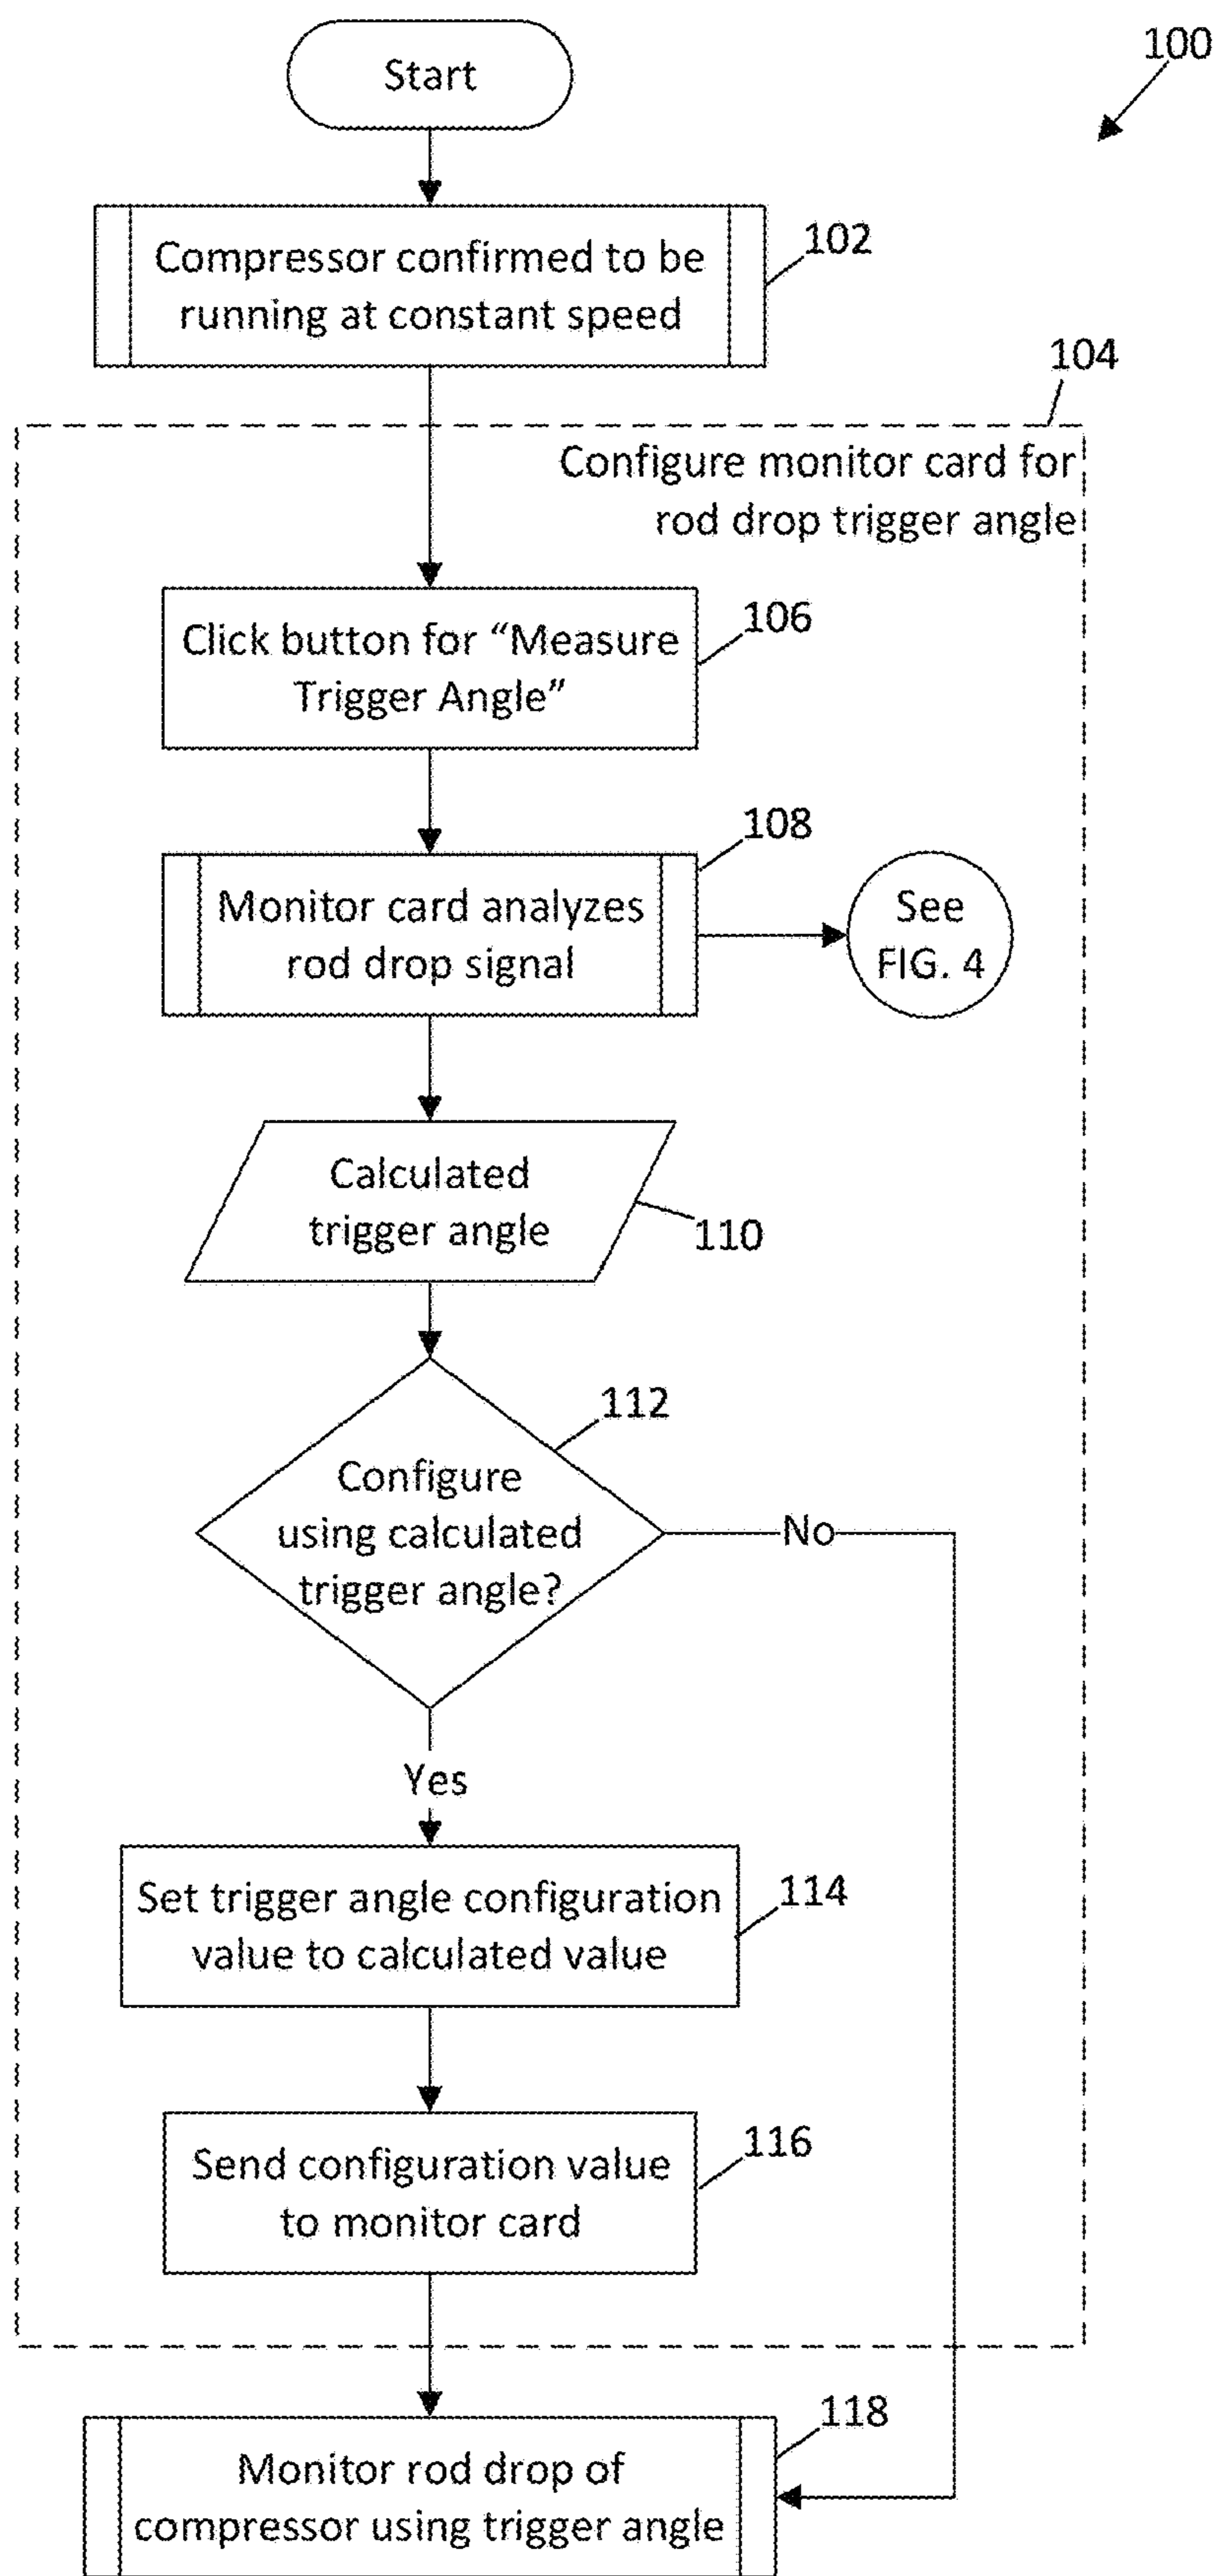 100
Start
Compressor confirmed to be
running at constant speed
102
104
Configure monitor card for
rod drop trigger angle
Click button for “Measure
Trigger Angle”
106
108
Monitor card analyzes
rod drop signal
See
FIG. 4
Calculated
trigger angle
110
112
Configure
using calculated
trigger angle?
No
Yes
Set trigger angle configuration
value to calculated value
114
Send configuration value
to monitor card
116
118
Monitor rod drop of
compressor using trigger angle